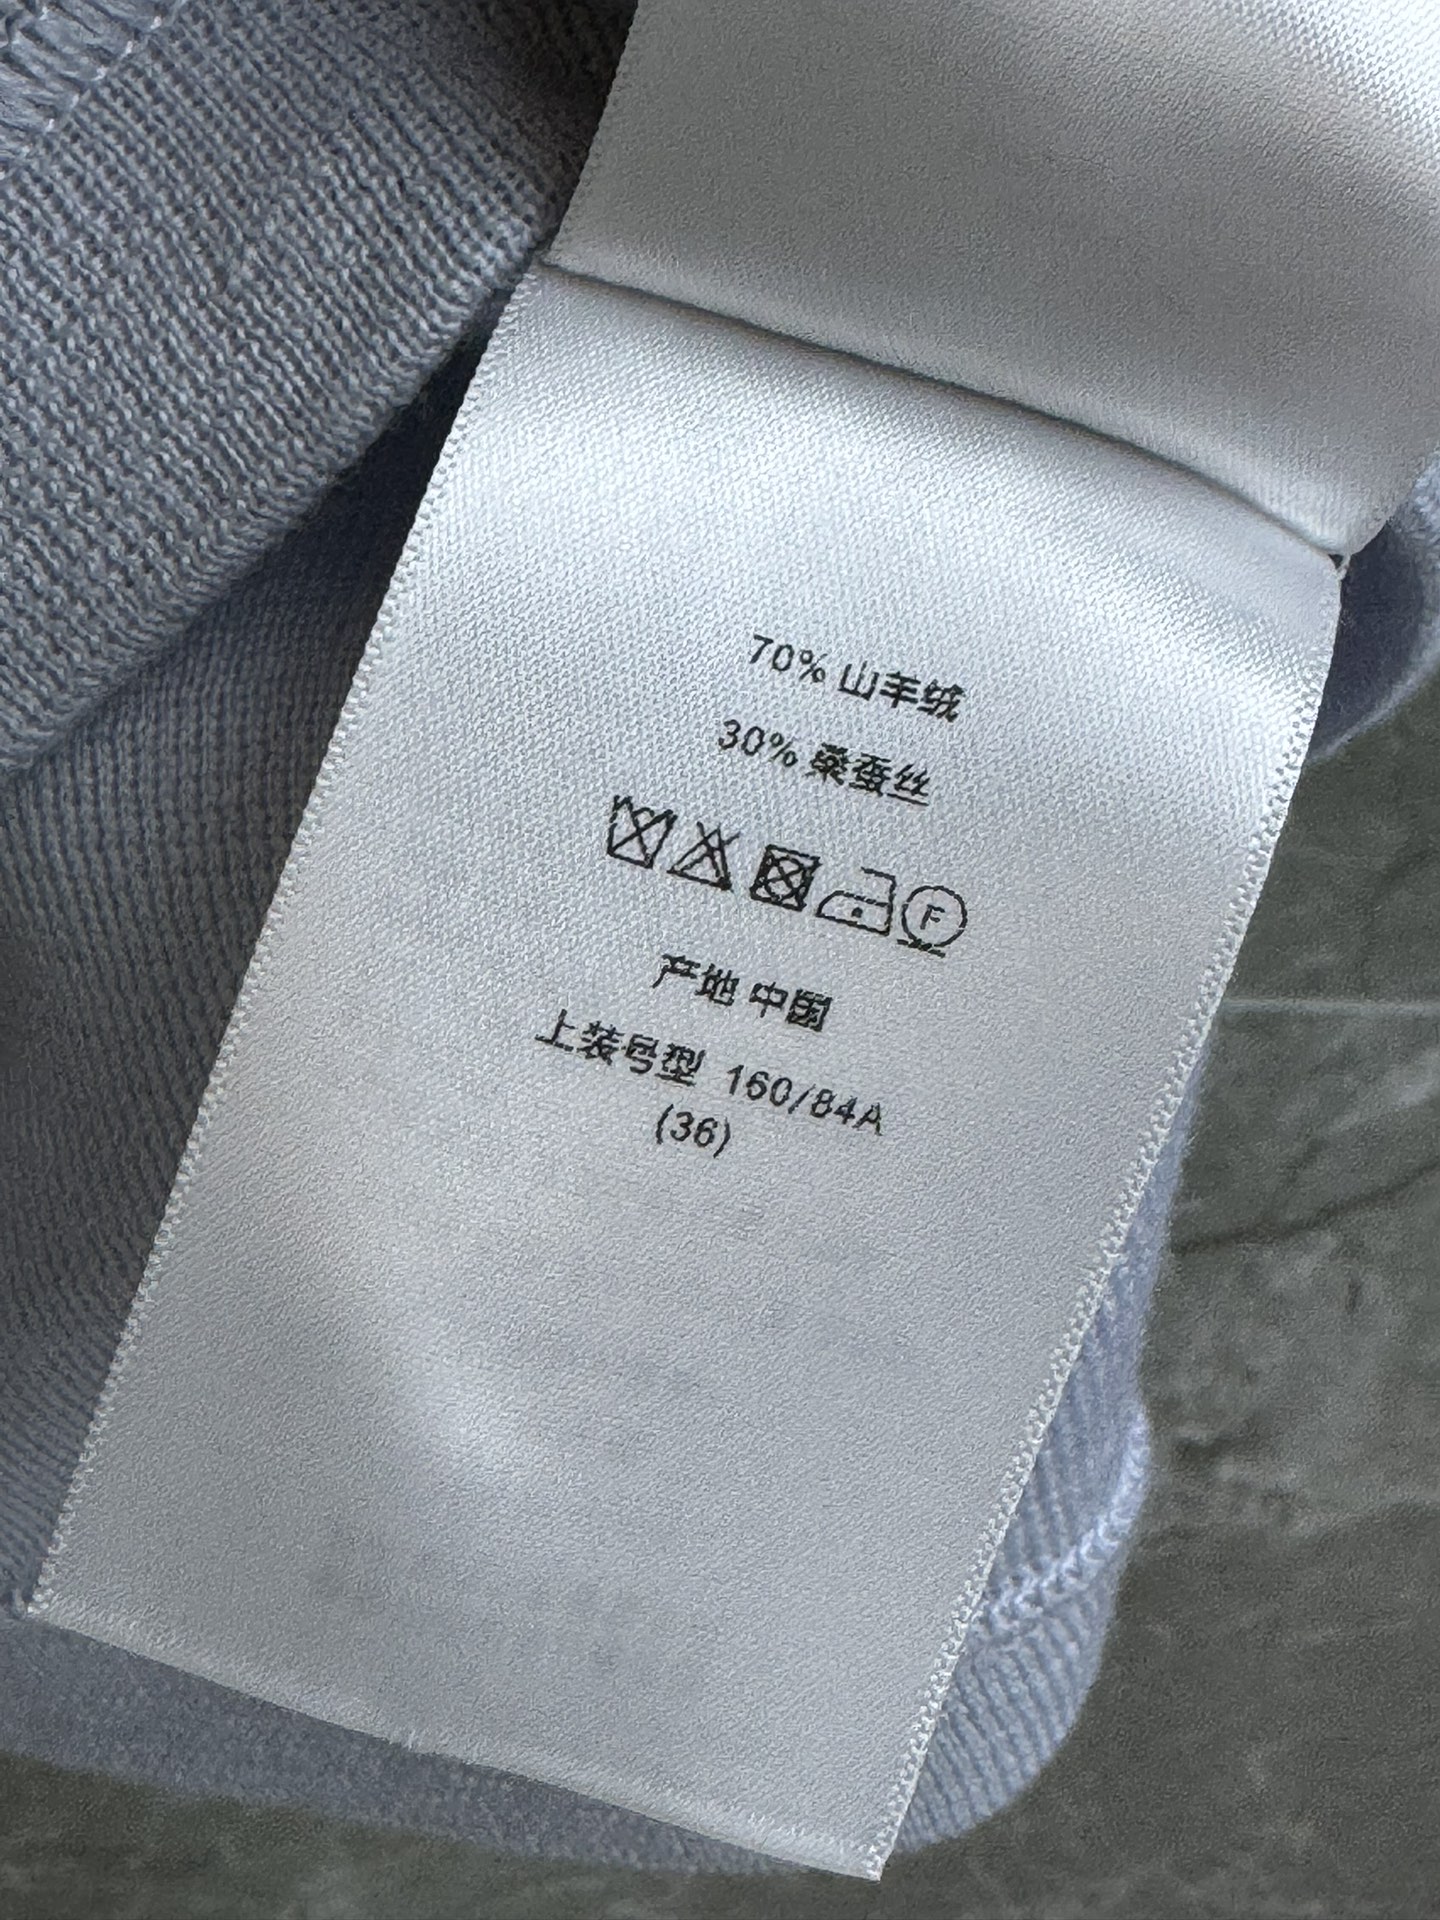 70% 山羊绒
30% 桑蚕丝
F
产地 中国
上装号型 160/84A
(36)